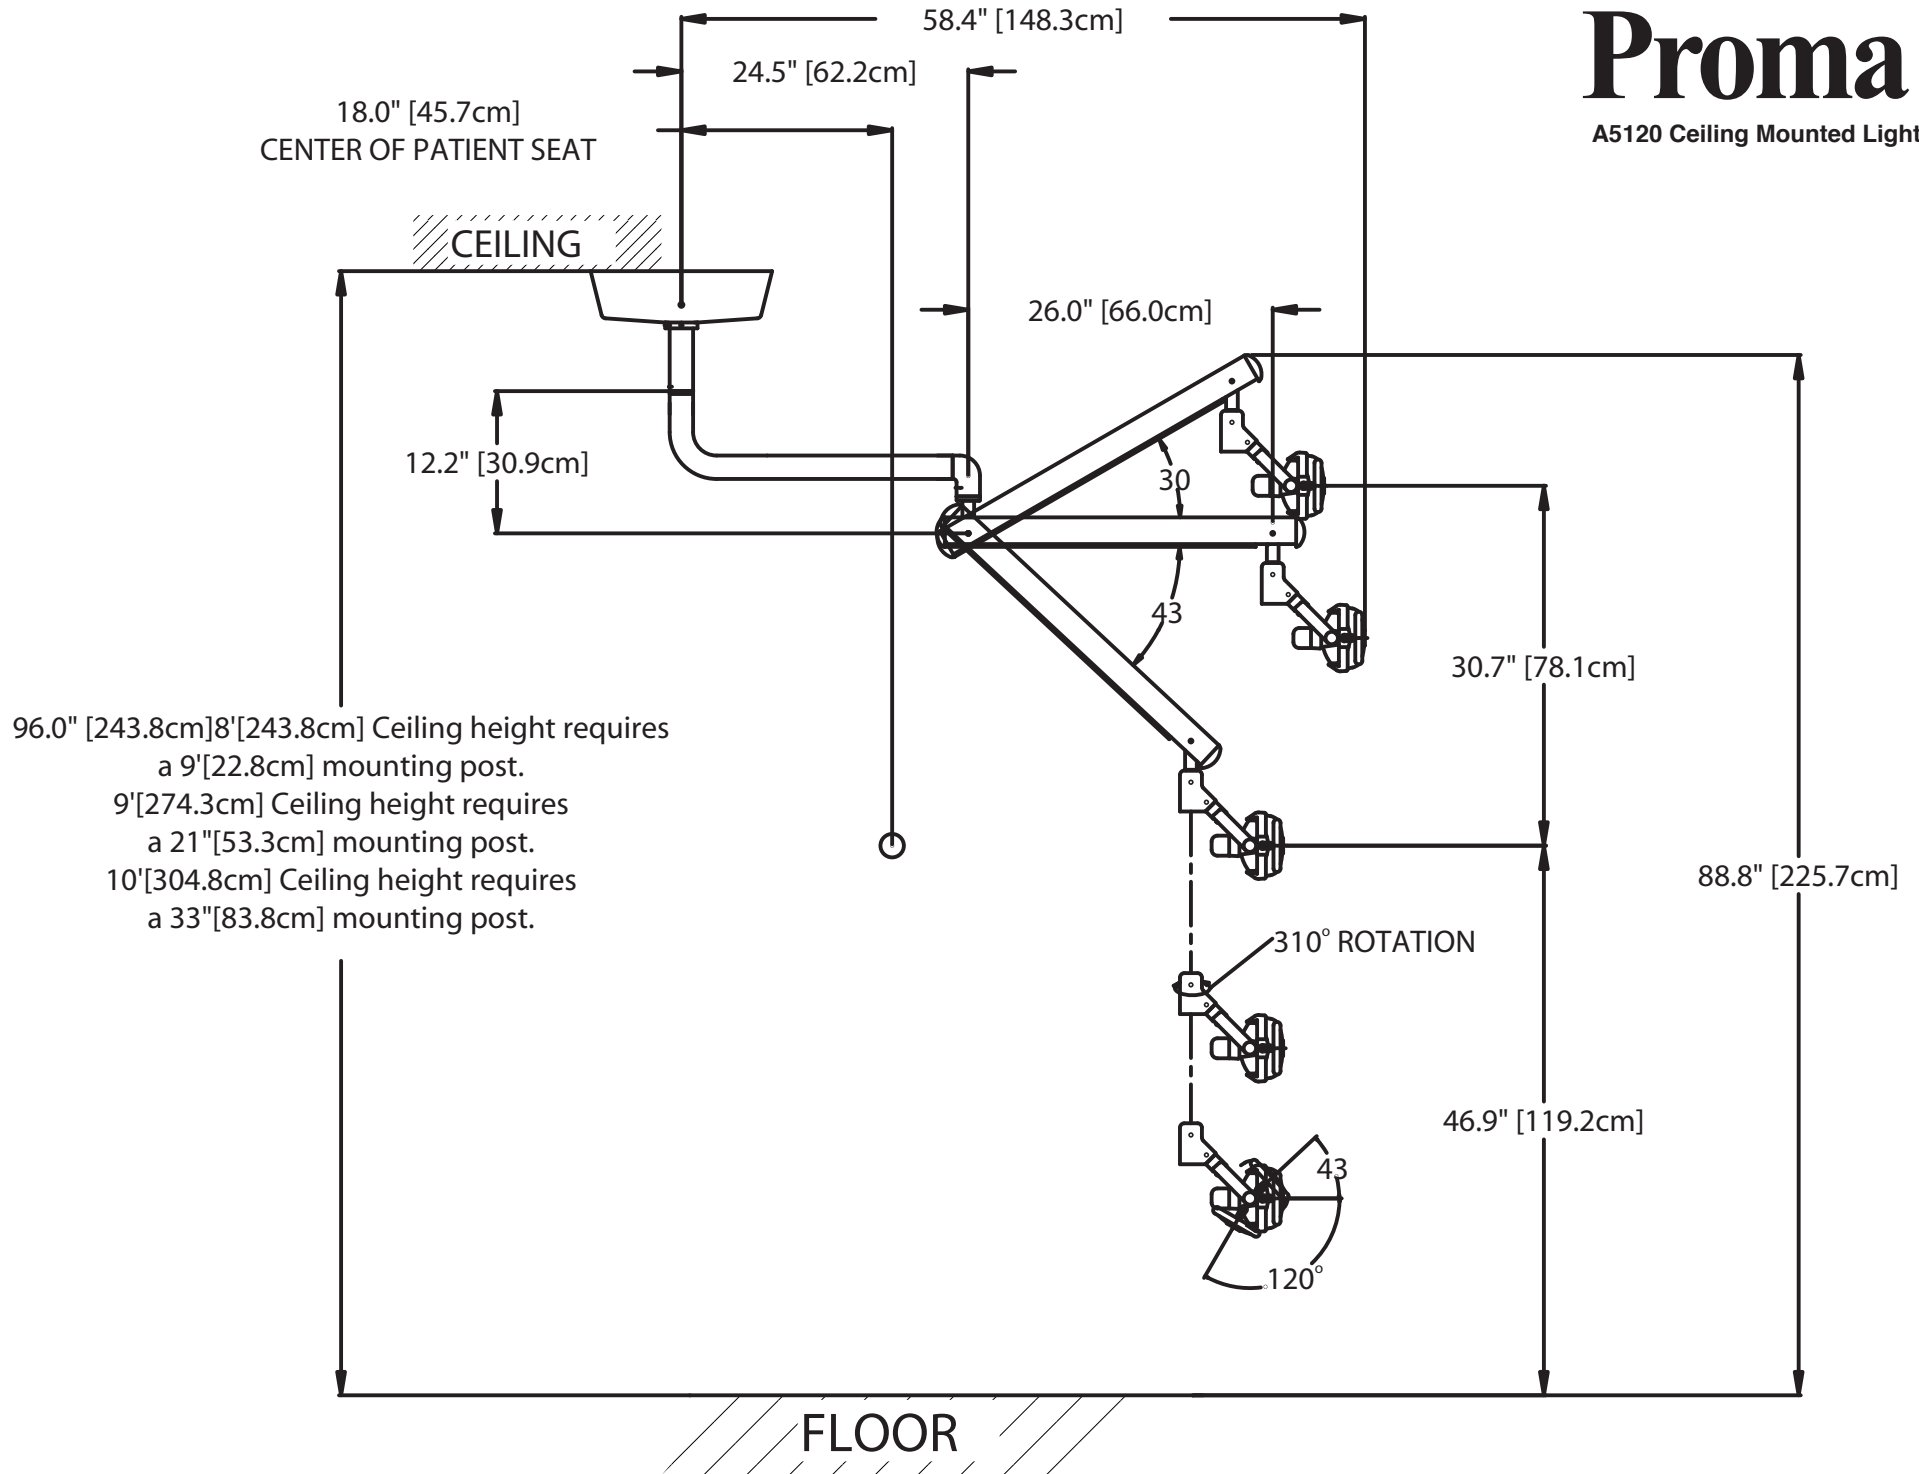 58.4" [148.3cm]
Proma
24.5" [62.2cm]
18.0" [45.7cm]
CENTER OF PATIENT SEAT
A5120 Ceiling Mounted Light
CEILING
26.0" [66.0cm]
12.2" [30.9cm]
30
43
30.7" [78.1cm]
96.0" [243.8cm]8'[243.8cm] Ceiling height requires
a 9'[22.8cm] mounting post.
9'[274.3cm] Ceiling height requires
a 21"[53.3cm] mounting post.
10'[304.8cm] Ceiling height requires
a 33"[83.8cm] mounting post.
88.8" [225.7cm]
310° ROTATION
46.9" [119.2cm]
43
120°
FLOOR